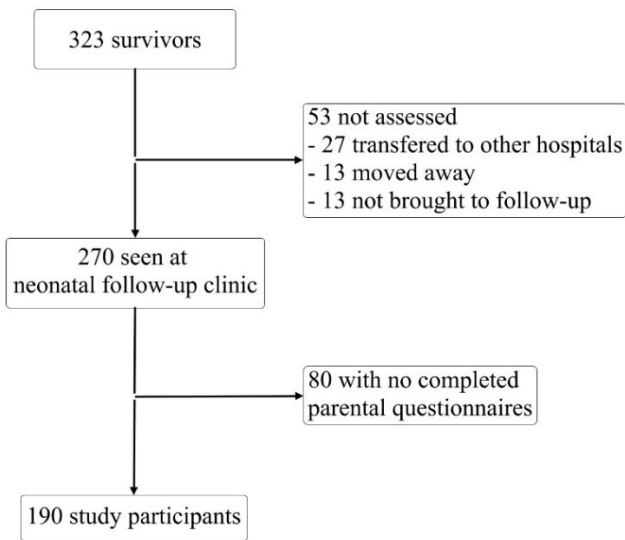 323 survivors
53 not assessed
- 27 transfered to other hospitals
- 13 moved away
- 13 not brought to follow-up
270 seen at
neonatal follow-up clinic
80 with no completed
parental questionnaires
190 study participants